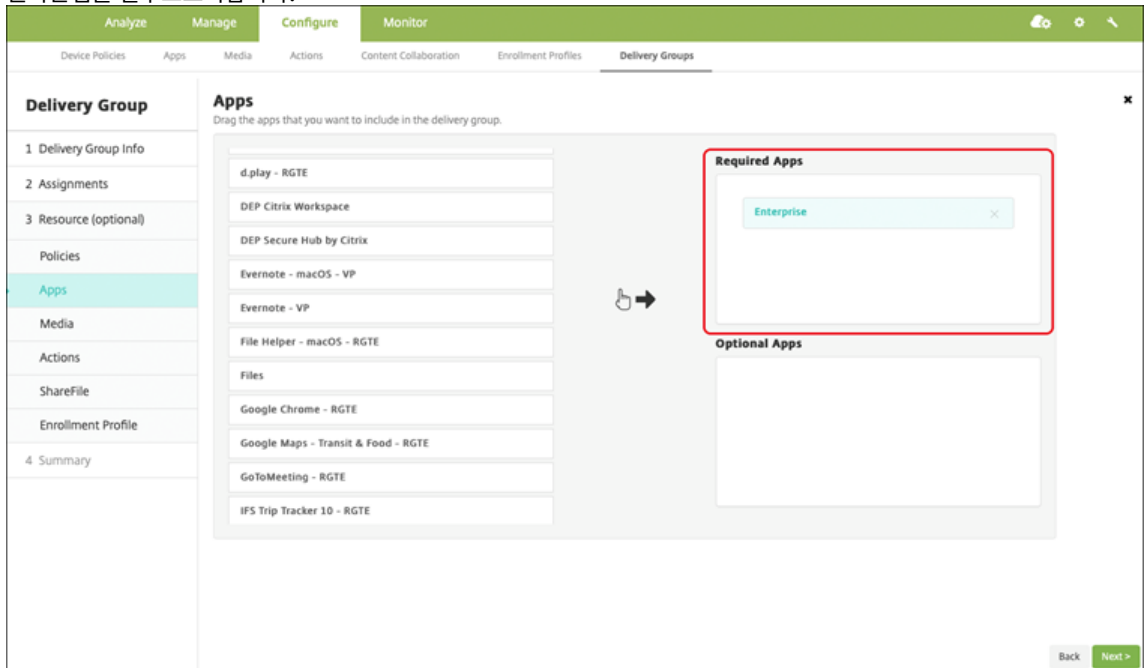 Analyze Manage Configure Monitor
Device Policies Apps Media Actions Content Collaboration Enrollment Profiles Delivery Groups
Delivery Group
1 Delivery Group Info
2 Assignments
3 Resource (optional)
Policies
Apps
Media
Actions
ShareFile
Enrollment Profile
4 Summary
Apps
Drag the apps that you want to include in the delivery group.
d.play - RGTE
DEP Citrix Workspace
DEP Secure Hub by Citrix
Evernote - macOS - VP
Evernote - VP
File Helper - macOS - RGTE
Files
Google Chrome - RGTE
Google Maps - Transit & Food - RGTE
GoToMeeting - RGTE
IFS Trip Tracker 10 - RGTE
Required Apps
Enterprise
Optional Apps
Back Next >